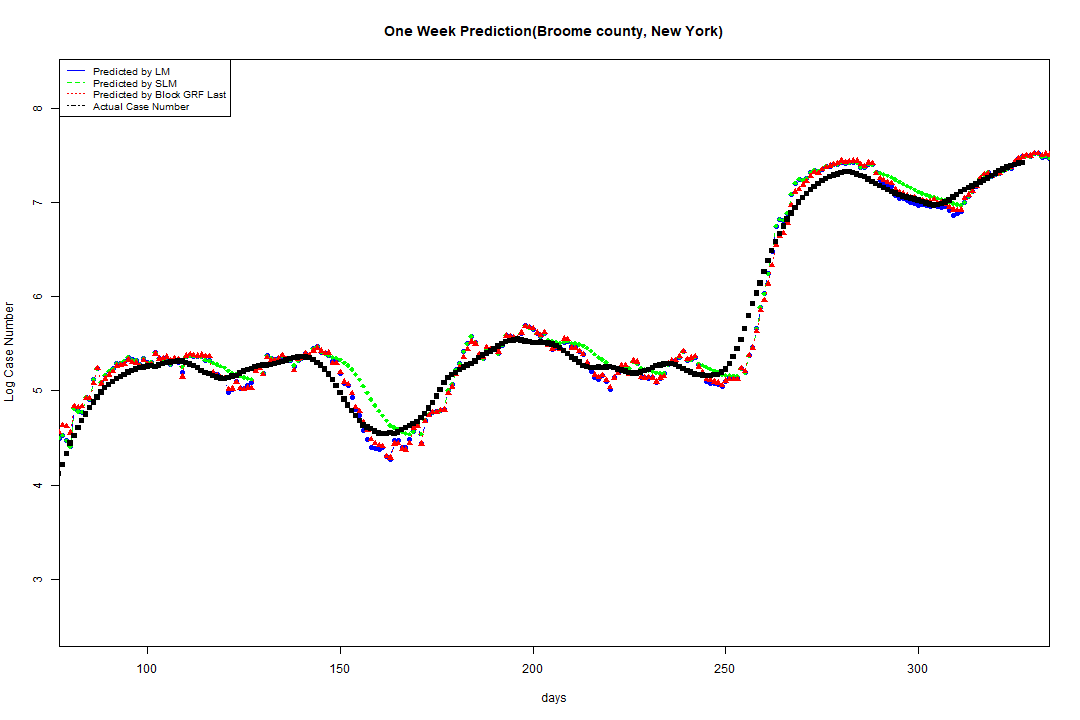 One Week Prediction(Broome county, New York)
Predicted by LM
Predicted by SLM
Predicted by Block GRF Last
Actual Case Number
8
7
6
5
4
3
Log Case Number
100 150 200 250 300
days